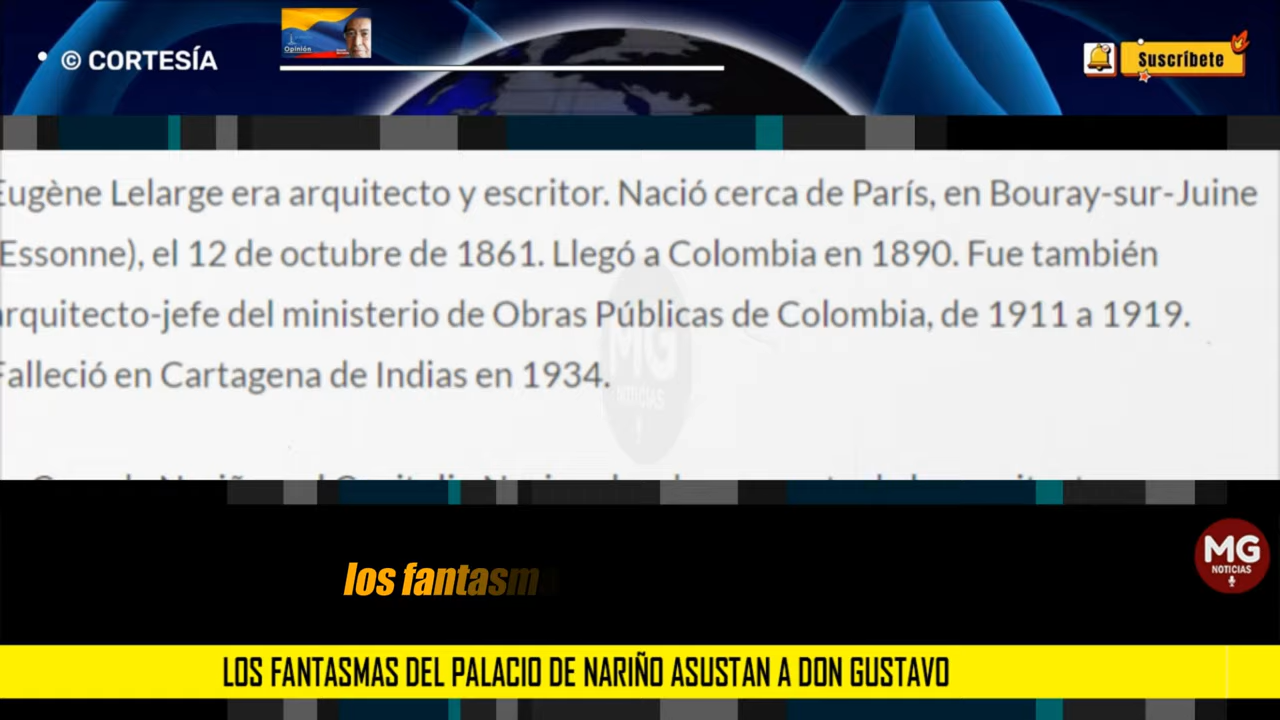 © CORTESÍA
Opinión
Suscríbete
Eugène Lelarge era arquitecto y escritor. Nació cerca de París, en Bouray-sur-Juine
Essonne), el 12 de octubre de 1861. Llegó a Colombia en 1890. Fue también
arquitecto-jefe del ministerio de Obras Públicas de Colombia, de 1911 a 1919.
Falleció en Cartagena de Indias en 1934.
MG
NOTICIAS
los fantasm
MG
NOTICIAS
LOS FANTASMAS DEL PALACIO DE NARIÑO ASUSTAN A DON GUSTAVO